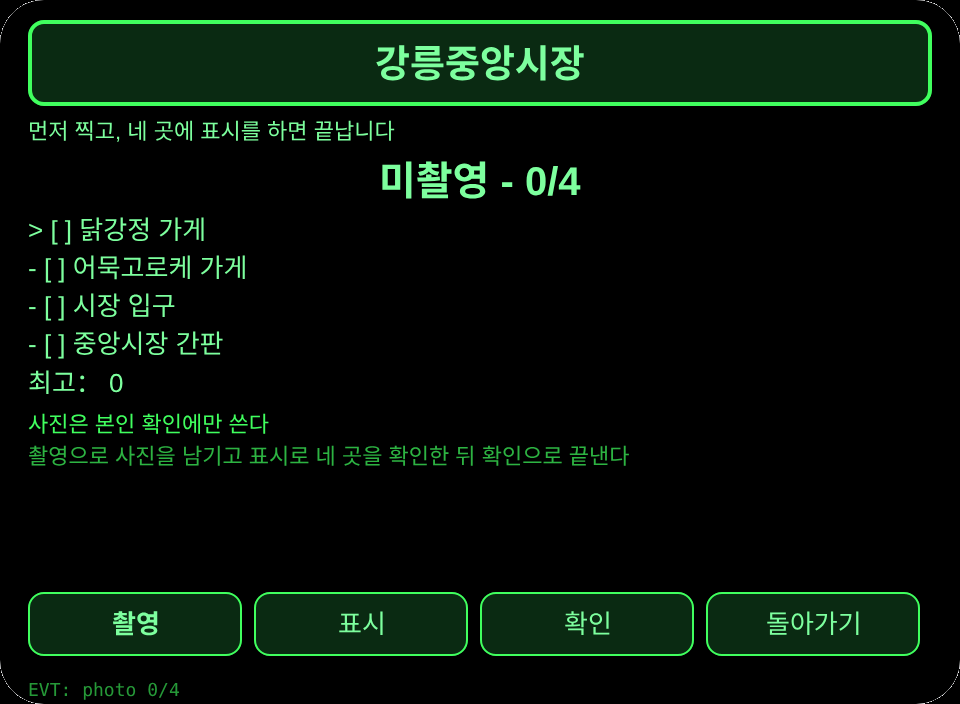 강릉중앙시장
먼저 찍고, 네 곳에 표시를 하면 끝납니다
미촬영 - 0/4
> [ ] 닭강정 가게
- [ ] 어묵고로케 가게
- [ ] 시장 입구
- [ ] 중앙시장 간판
최고: 0
사진은 본인 확인에만 쓴다
촬영으로 사진을 남기고 표시로 네 곳을 확인한 뒤 확인으로 끝낸다
촬영
표시
확인
돌아가기
EVT: photo 0/4